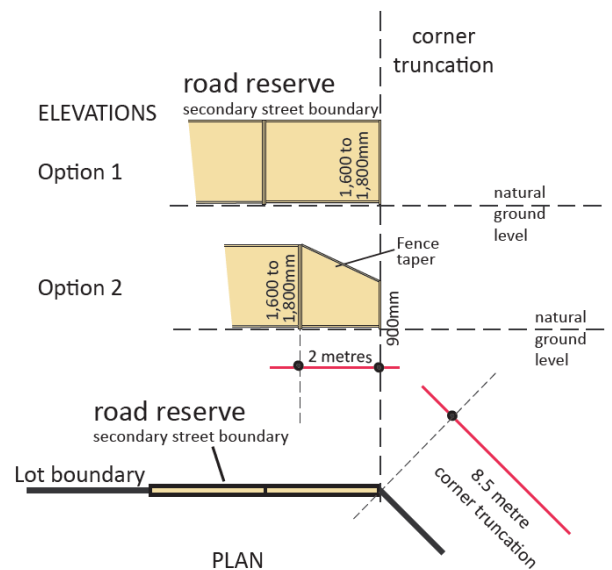 corner
truncation
road reserve
secondary street boundary
ELEVATIONS
Option 1
1,600 to
1,800mm
natural
ground
level
Fence
taper
Option 2
1,600 to
1,800mm
900mm
natural
ground
level
2 metres
road reserve
secondary street boundary
Lot boundary
8.5 metre
corner truncation
PLAN